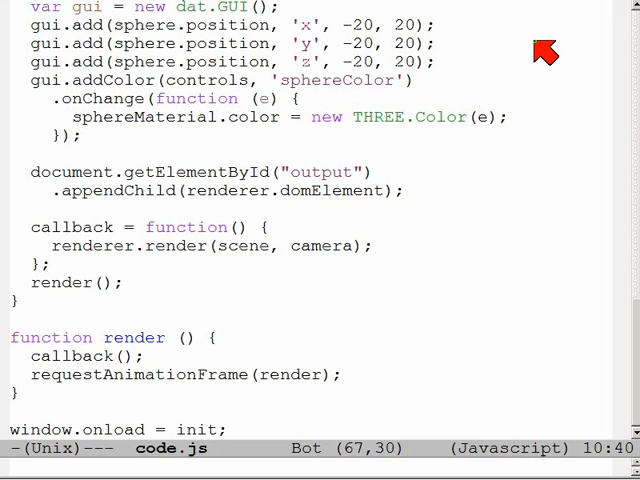 var gui = new dat.GUI();
gui.add(sphere.position, 'x', -20, 20);
gui.add(sphere.position, 'y', -20, 20);
gui.add(sphere.position, 'z', -20, 20);
gui.addColor(controls, 'sphereColor')
.onChange(function (e) {
sphereMaterial.color = new THREE.Color(e);
});
document.getElementById("output")
.appendChild(renderer.domElement);
callback = function() {
renderer.render(scene, camera);
};
render();
}
function render () {
callback();
requestAnimationFrame(render);
}
window.onload = init;
-(Unix)--- code.js Bot (67,30) (Javascript) 10:40